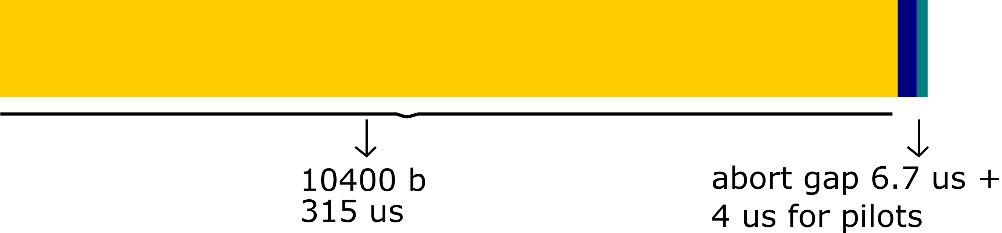 10400 b
315 us
abort gap 6.7 us +
4 us for pilots